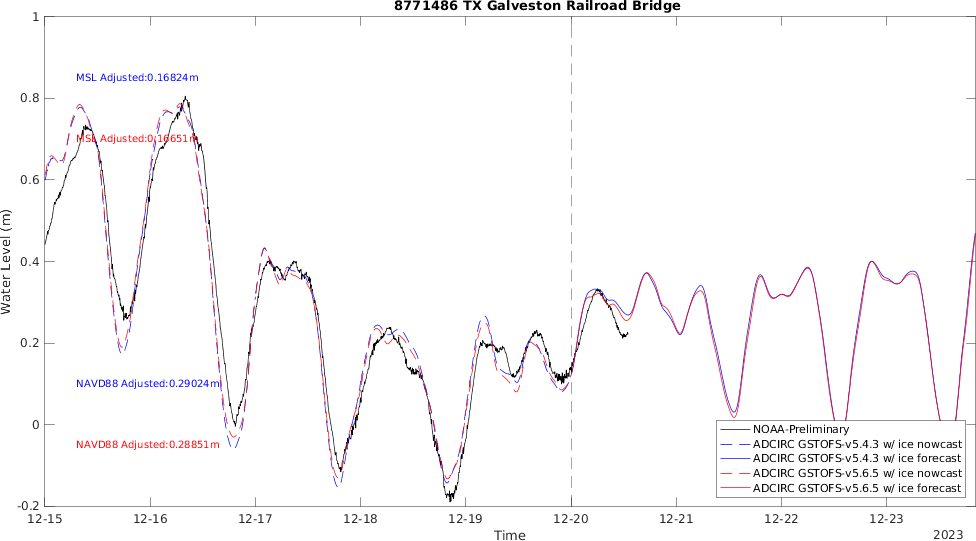 8771486 TX Galveston Railroad Bridge
1
0.8
0.6
0.4
0.2
0
-0.2
Water Level (m)
MSL Adjusted:0.16824m
MSL Adjusted:0.16651m
NAVD88 Adjusted:0.29024m
NAVD88 Adjusted:0.28851m
NOAA-Preliminary
ADCIRC GSTOFS-v5.4.3 w/ ice nowcast
ADCIRC GSTOFS-v5.4.3 w/ ice forecast
ADCIRC GSTOFS-v5.6.5 w/ ice nowcast
ADCIRC GSTOFS-v5.6.5 w/ ice forecast
12-15 12-16 12-17 12-18 12-19 12-20 12-21 12-22 12-23
Time
2023